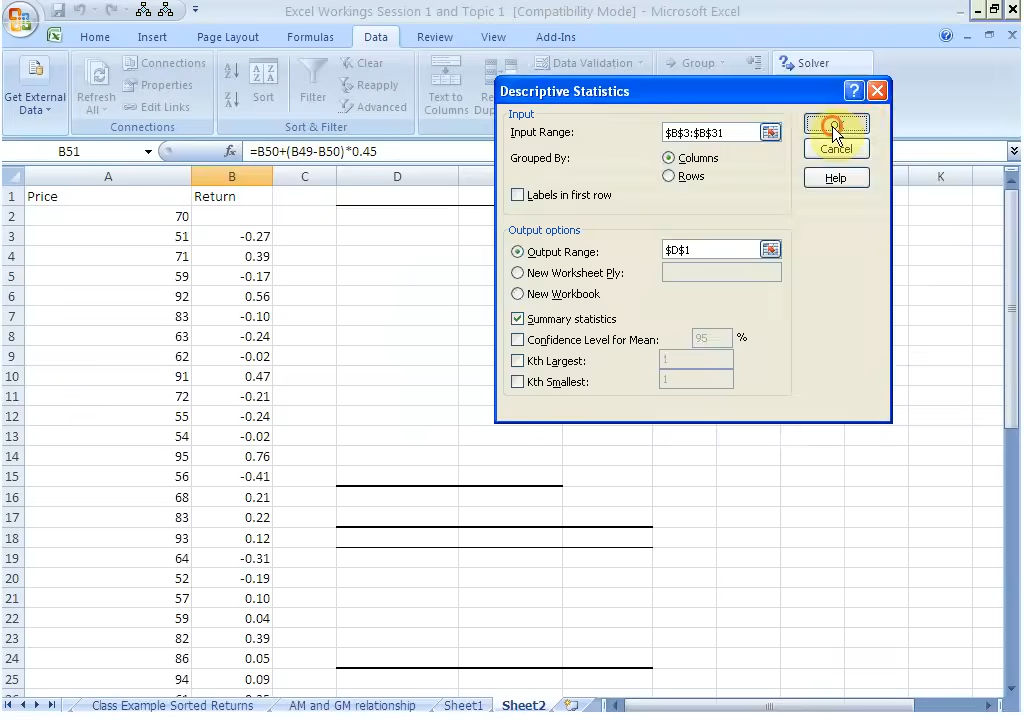 Excel Workings Session 1 and Topic 1 [Compatibility Mode] - Microsoft Excel
Home Insert Page Layout Formulas Data Review View Add-Ins
Get External Data
Refresh All
Connections
Properties
Edit Links
Connections
Sort
Filter
Clear
Reapply
Advanced
Sort & Filter
Text to Columns
Data Validation
Group
Solver
B51 fx =B50+(B49-B50)*0.45
A B C D K
1 Price Return
2 70
3 51 -0.27
4 71 0.39
5 59 -0.17
6 92 0.56
7 83 -0.10
8 63 -0.24
9 62 -0.02
10 91 0.47
11 72 -0.21
12 55 -0.24
13 54 -0.02
14 95 0.76
15 56 -0.41
16 68 0.21
17 83 0.22
18 93 0.12
19 64 -0.31
20 52 -0.19
21 57 0.10
22 59 0.04
23 82 0.39
24 86 0.05
25 94 0.09
Descriptive Statistics
Input
Input Range: $B$3:$B$31
Grouped By: Columns
Rows
Labels in first row
Output options
Output Range: $D$1
New Worksheet Ply:
New Workbook
Summary statistics
Confidence Level for Mean: 95 %
Kth Largest: 1
Kth Smallest: 1
Cancel
Help
Class Example Sorted Returns AM and GM relationship Sheet1 Sheet2